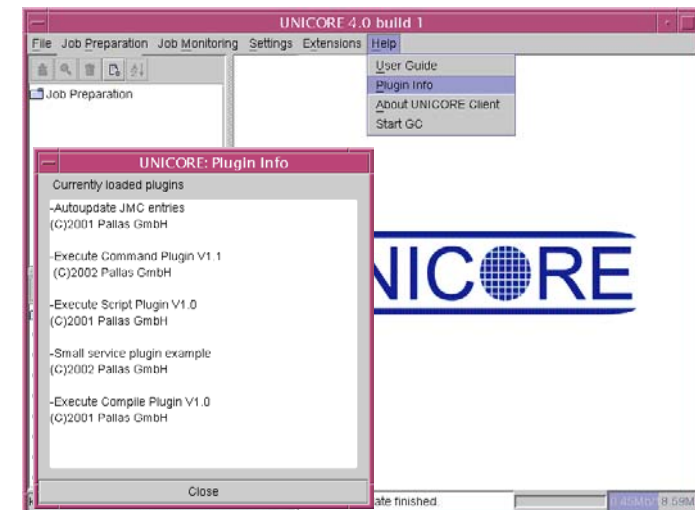 UNICORE 4.0 build 1
File Job Preparation Job Monitoring Settings Extensions Help
User Guide
Plugin Info
About UNICORE Client
Start GC
Job Preparation
UNICORE: Plugin Info
Currently loaded plugins
-Autoupdate JMC entries
(C)2001 Pallas GmbH
-Execute Command Plugin V1.1
(C)2002 Pallas GmbH
-Execute Script Plugin V1.0
(C)2001 Pallas GmbH
-Small service plugin example
(C)2002 Pallas GmbH
-Execute Compile Plugin V1.0
(C)2001 Pallas GmbH
Close
NICORE
ate finished.
8.59M